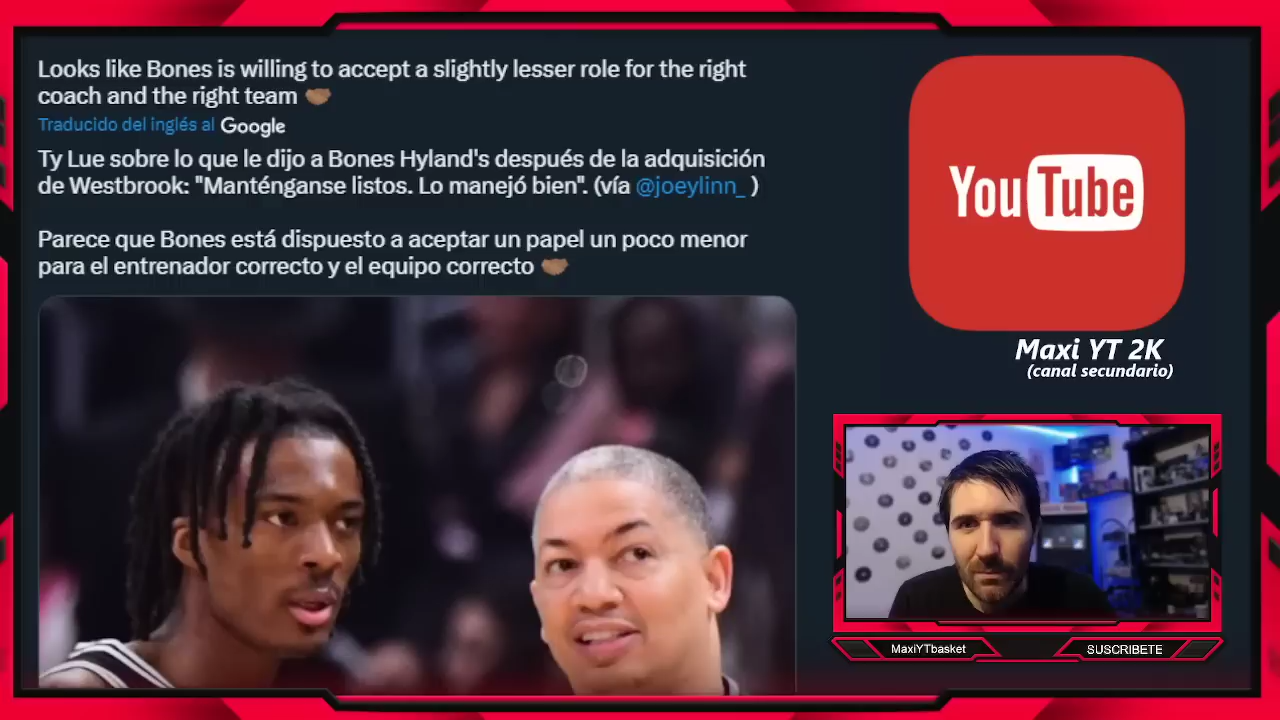 Looks like Bones is willing to accept a slightly lesser role for the right
coach and the right team
Traducido del inglés al Google
Ty Lue sobre lo que le dijo a Bones Hyland's después de la adquisición
de Westbrook: "Manténganse listos. Lo manejó bien". (vía @joeylinn_ )
Parece que Bones está dispuesto a aceptar un papel un poco menor
para el entrenador correcto y el equipo correcto
YouTube
Maxi YT 2K
(canal secundario)
MaxiYTbasket
SUSCRIBETE